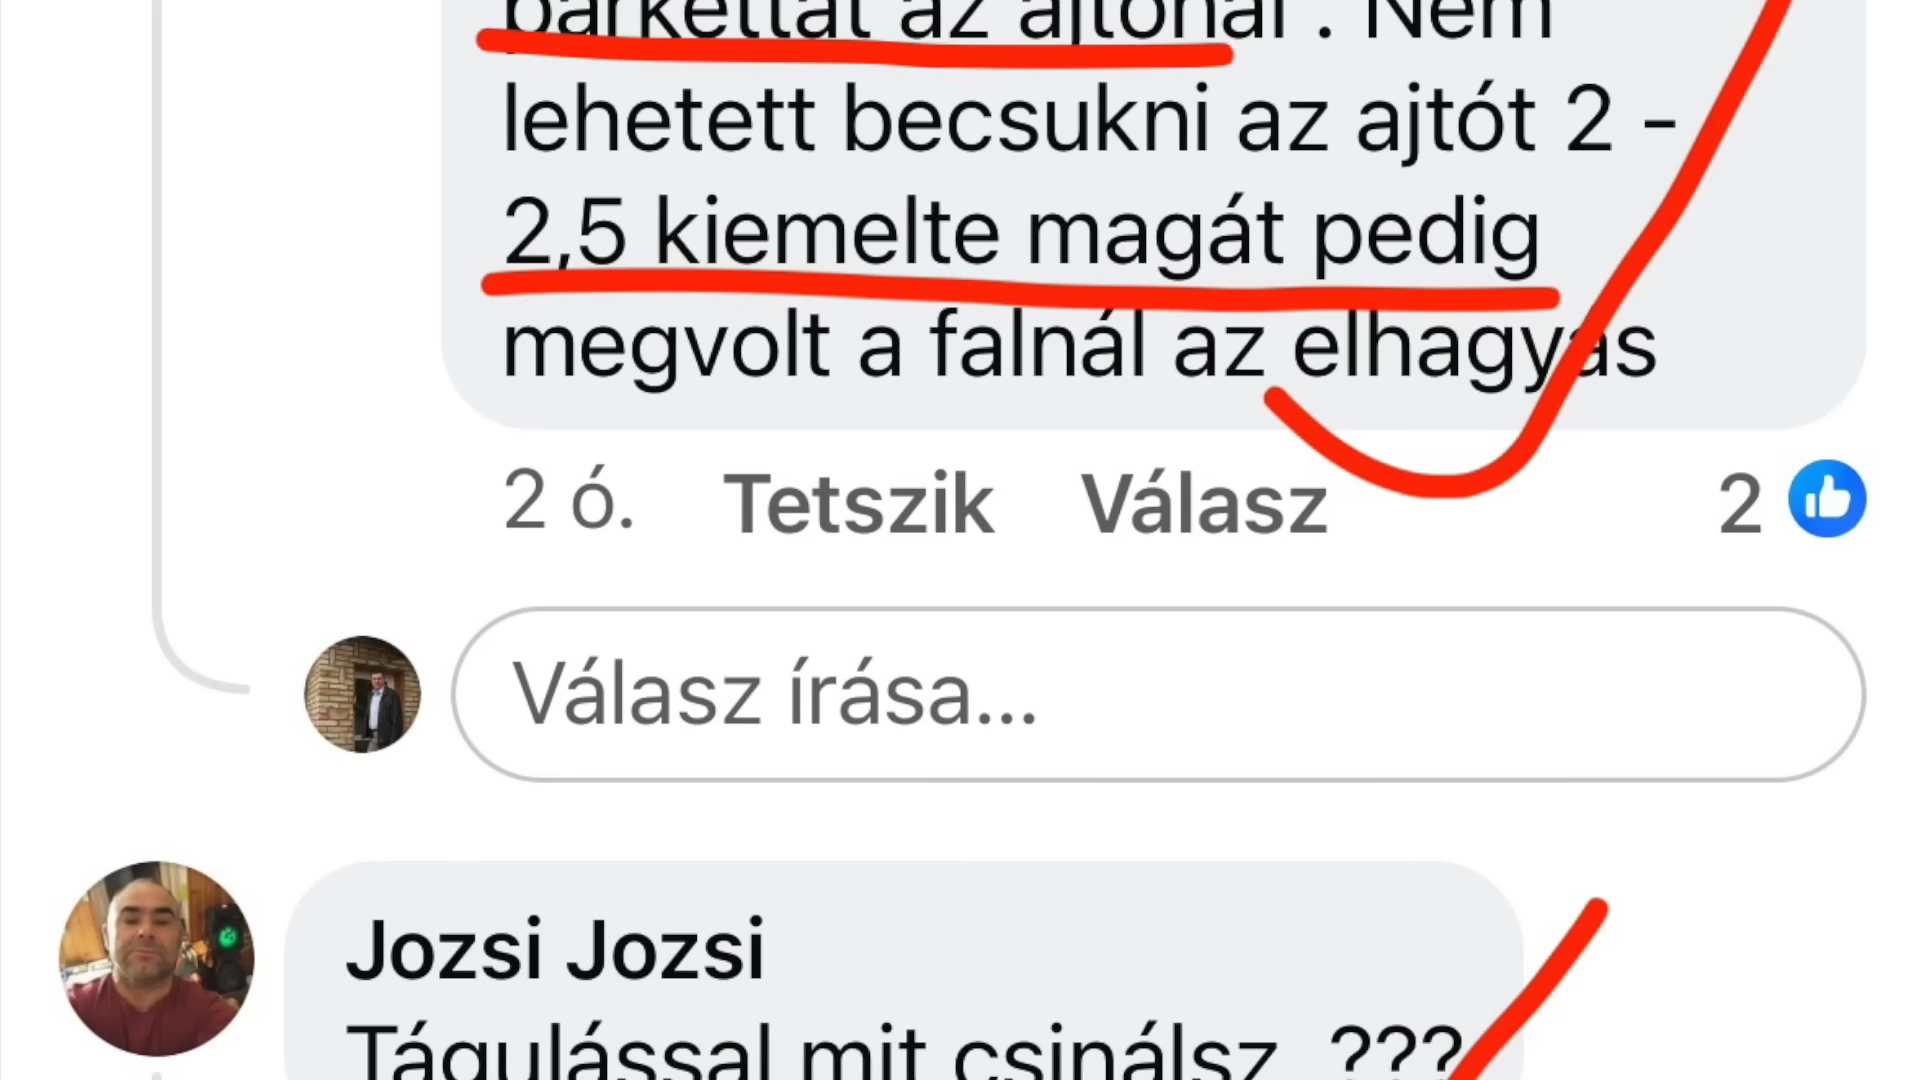 parkettát az ajtónál . Nem
lehetett becsukni az ajtót 2 -
2,5 kiemelte magát pedig
megvolt a falnál az elhagyás
2 ó. Tetszik Válasz 2
Válasz írása...
Jozsi Jozsi
Tágulással mit csinálsz ???